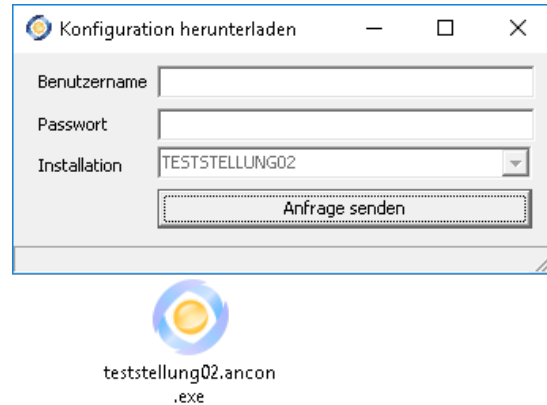 Konfiguration herunterladen
Benutzername
Passwort
Installation TESTSTELLUNG02
Anfrage senden
teststellung02.ancon
.exe